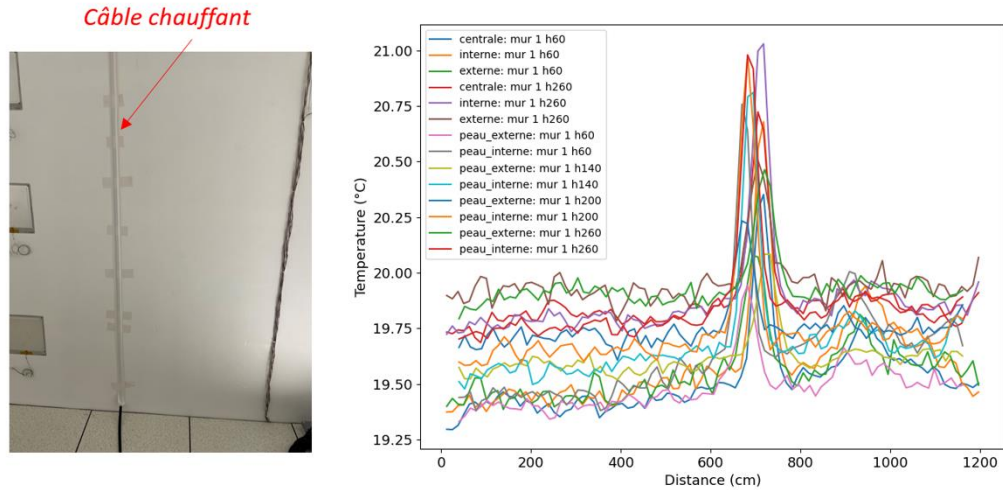 Câble chauffant
centrale: mur 1 h60
interne: mur 1 h60
externe: mur 1 h60
centrale: mur 1 h260
interne: mur 1 h260
externe: mur 1 h260
peau_externe: mur 1 h60
peau_interne: mur 1 h60
peau_externe: mur 1 h140
peau_interne: mur 1 h140
peau_externe: mur 1 h200
peau_interne: mur 1 h200
peau_externe: mur 1 h260
peau_interne: mur 1 h260
Temperature (°C)
21.00
20.75
20.50
20.25
20.00
19.75
19.50
19.25
0 200 400 600 800 1000 1200
Distance (cm)